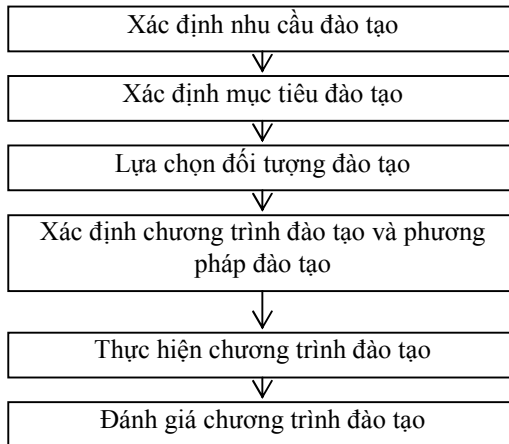 Xác định nhu cầu đào tạo
Xác định mục tiêu đào tạo
Lựa chọn đối tượng đào tạo
Xác định chương trình đào tạo và phương
pháp đào tạo
Thực hiện chương trình đào tạo
Đánh giá chương trình đào tạo